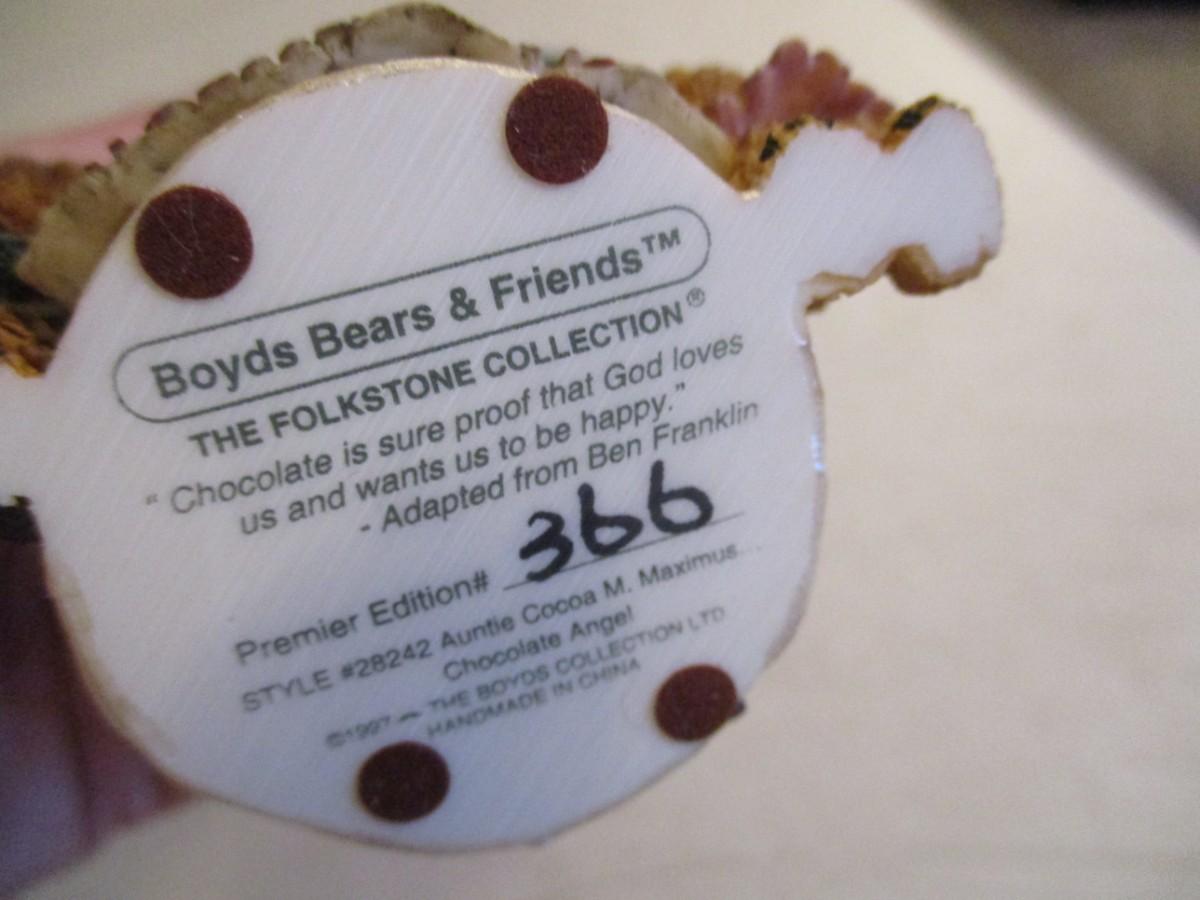 Boyds Bears & Friends™
THE FOLKSTONE COLLECTION®
“ Chocolate is sure proof that God loves
us and wants us to be happy.”
- Adapted from Ben Franklin
Premier Edition# 366
STYLE #28242 Auntie Cocoa M. Maximus...
Chocolate Angel
©1997 — THE BOYDS COLLECTION LTD
HANDMADE IN CHINA